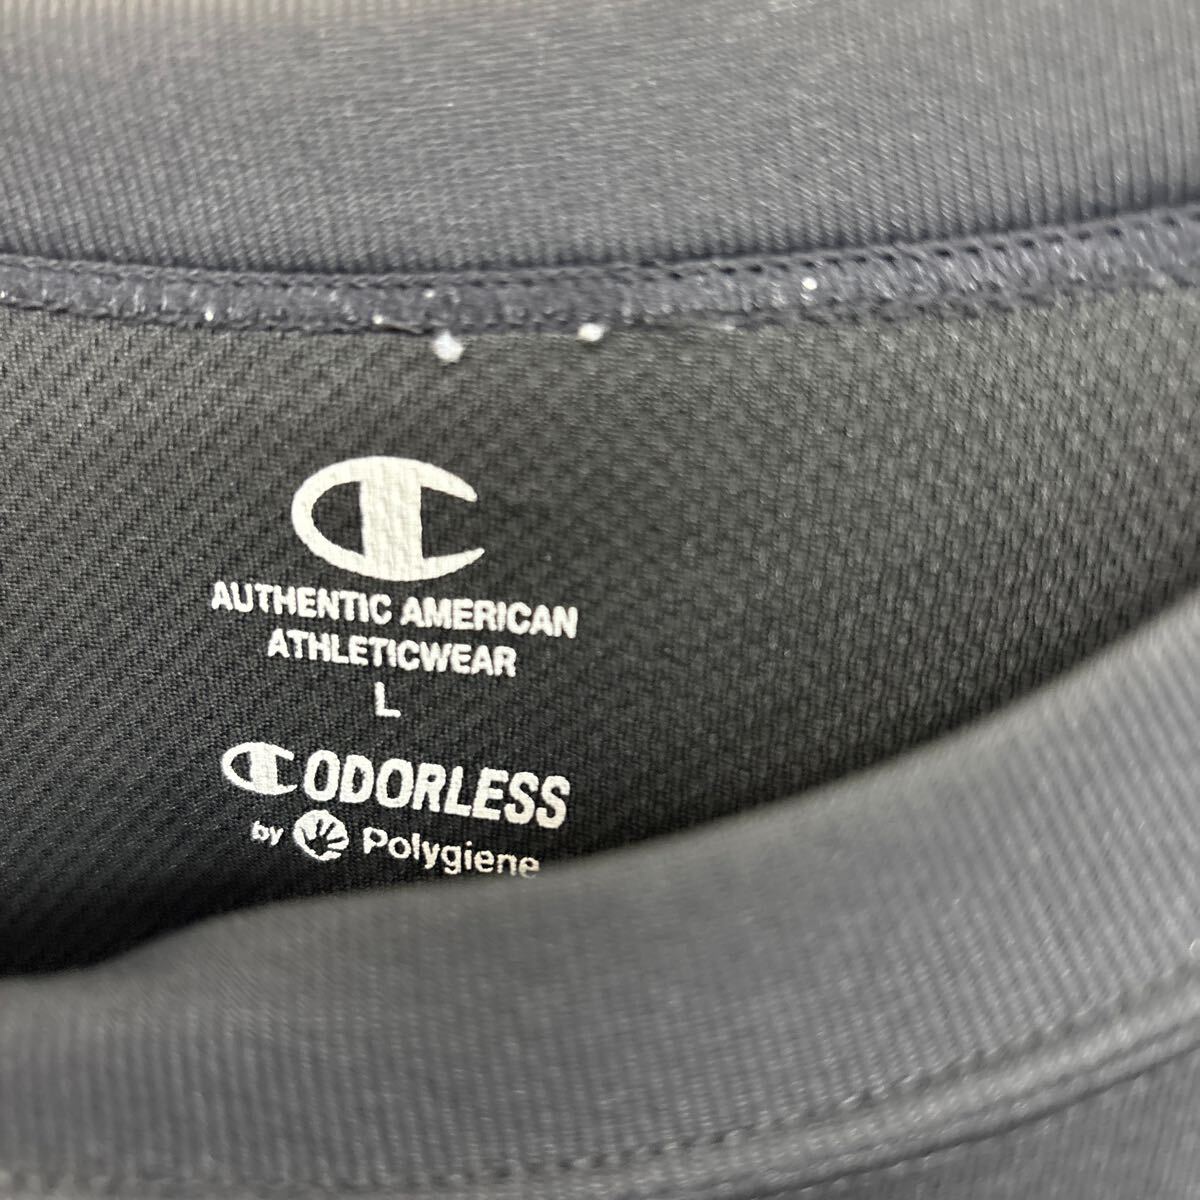 AUTHENTIC AMERICAN
ATHLETICWEAR
L
ODORLESS
by Polygiene